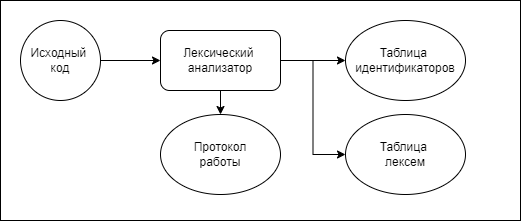 Исходный
код
Лексический
анализатор
Таблица
идентификаторов
Протокол
работы
Таблица
лексем